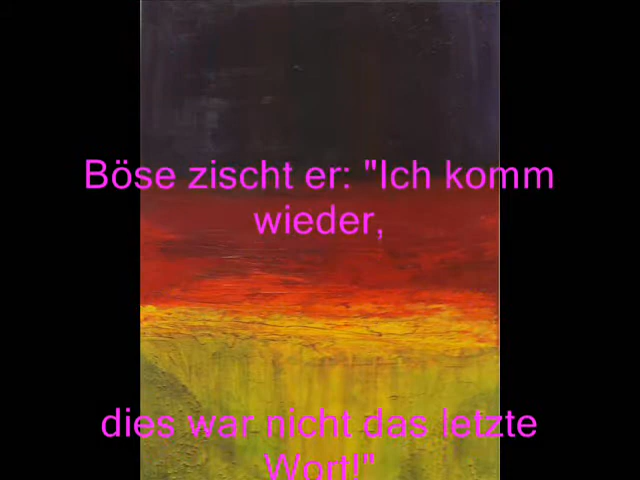 Böse zischt er: "Ich komm
wieder,
dies war nicht das letzte
Wort!"